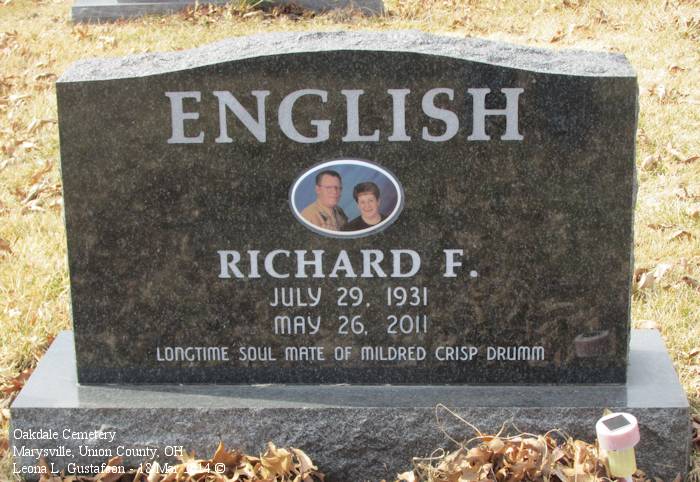 ENGLISH
RICHARD F.
JULY 29, 1931
MAY 26, 2011
LONGTIME SOUL MATE OF MILDRED CRISP DRUMM
Oakdale Cemetery
Marysville, Union County, OH
Leona L. Gustafson - 18 Mar 2014 ©